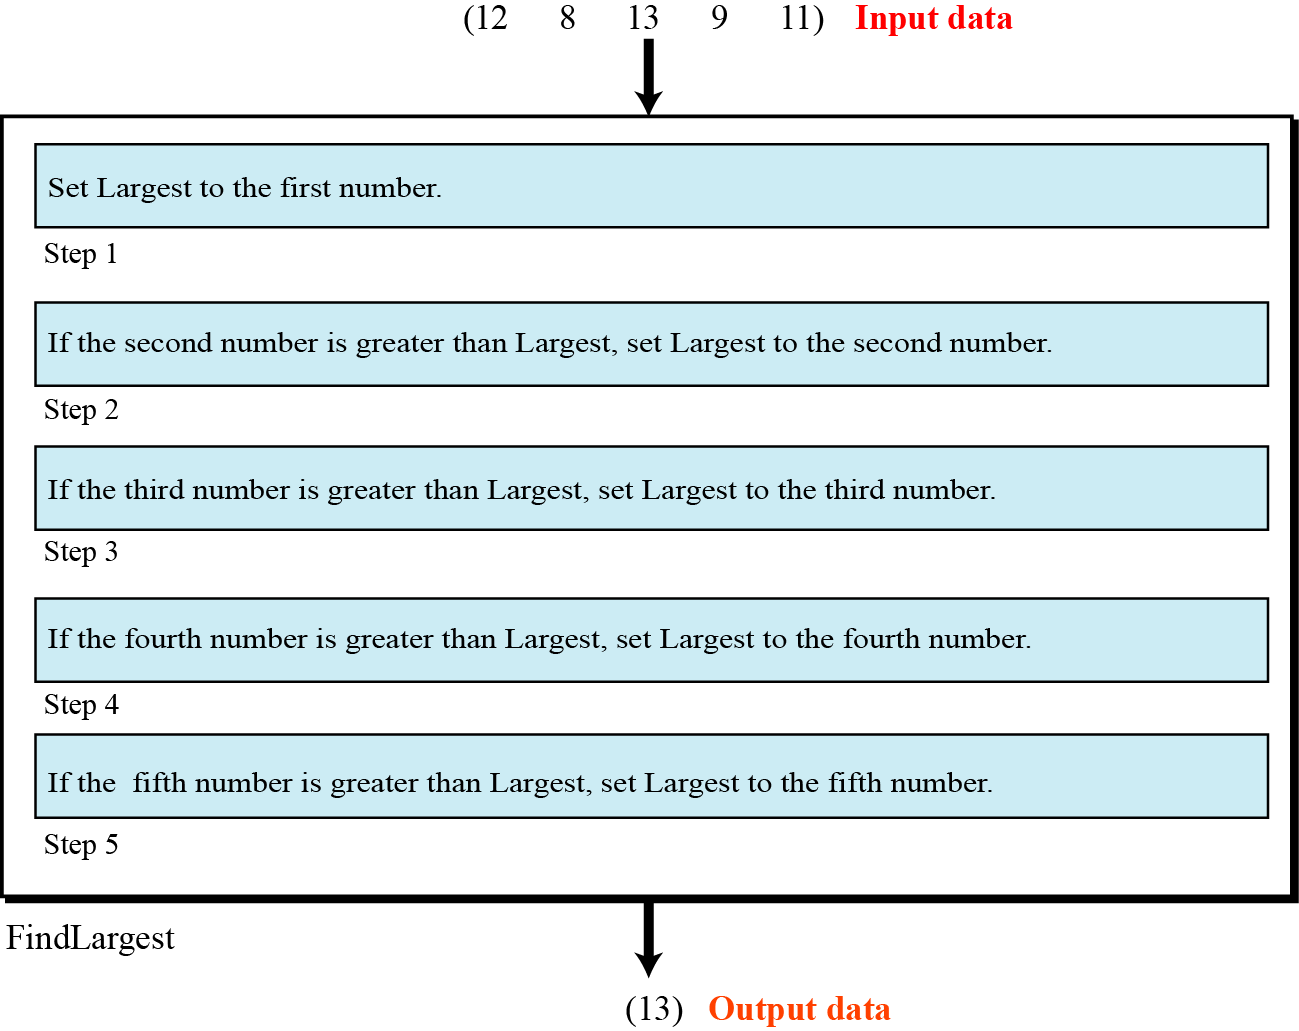 (12 8 13 9 11) Input data
Set Largest to the first number.
Step 1
If the second number is greater than Largest, set Largest to the second number.
Step 2
If the third number is greater than Largest, set Largest to the third number.
Step 3
If the fourth number is greater than Largest, set Largest to the fourth number.
Step 4
If the fifth number is greater than Largest, set Largest to the fifth number.
Step 5
FindLargest
(13) Output data